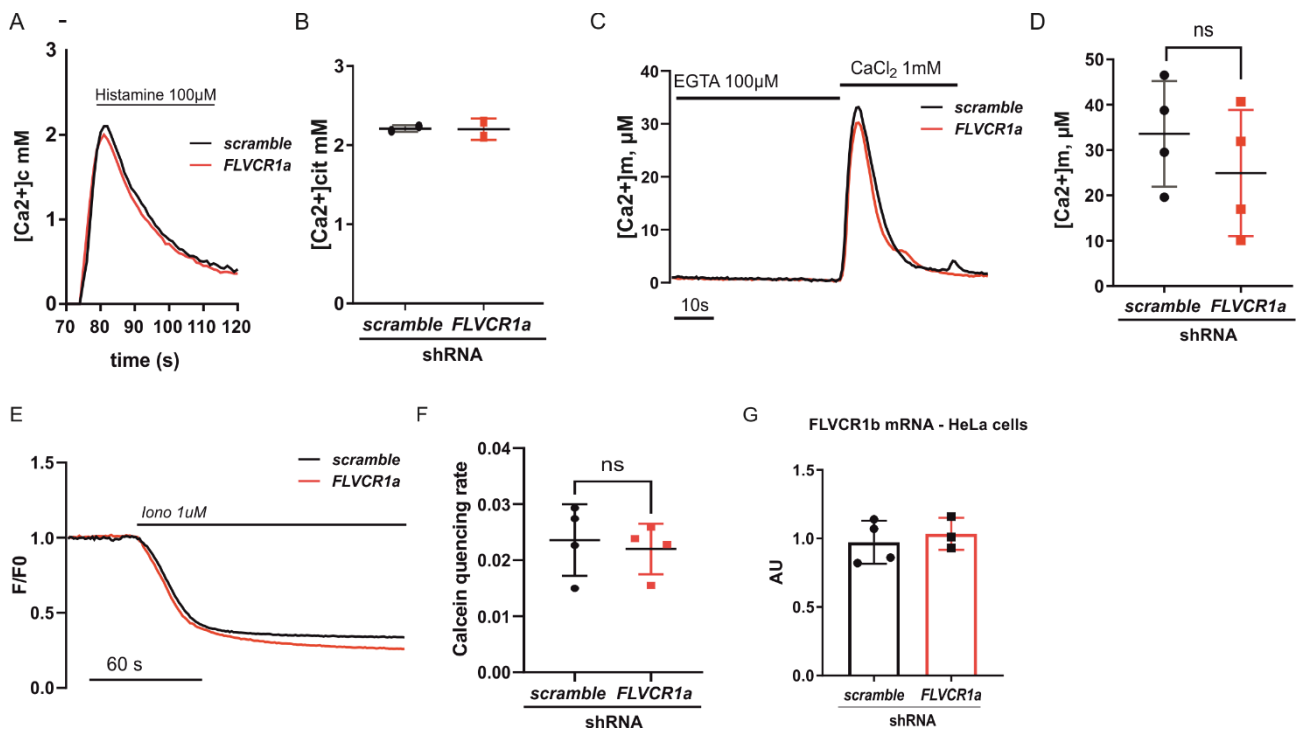 A
–
[Ca2+]c mM
3
2
1
0
Histamine 100µM
scramble
FLVCR1a
70 80 90 100 110 120
time (s)
B
[Ca2+]cit mM
3
2
1
0
scramble FLVCR1a
shRNA
C
[Ca2+]m, µM
40
30
20
10
0
EGTA 100µM
CaCl2 1mM
scramble
FLVCR1a
10s
D
ns
[Ca2+]m, µM
50
40
30
20
10
0
scramble FLVCR1a
shRNA
E
F/F0
1.5
1.0
0.5
0.0
Iono 1uM
scramble
FLVCR1a
60 s
F
ns
Calcein quencing rate
0.04
0.03
0.02
0.01
0.00
scramble FLVCR1a
shRNA
G
FLVCR1b mRNA - HeLa cells
AU
1.5
1.0
0.5
0.0
scramble FLVCR1a
shRNA